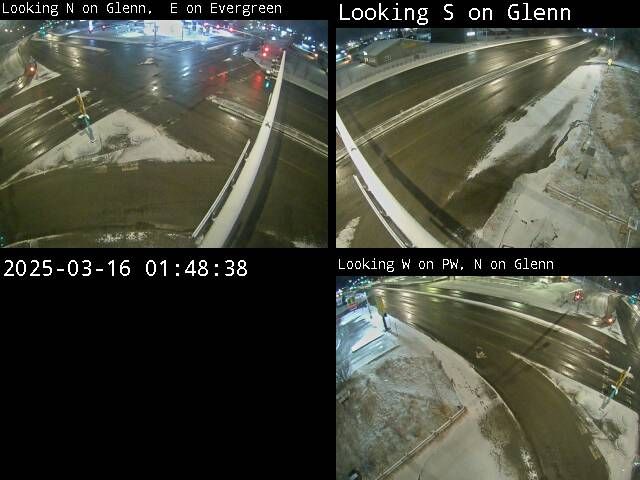 Looking N on Glenn,  E on Evergreen
Looking S on Glenn
2025-03-16 01:48:38
Looking W on PW, N on Glenn